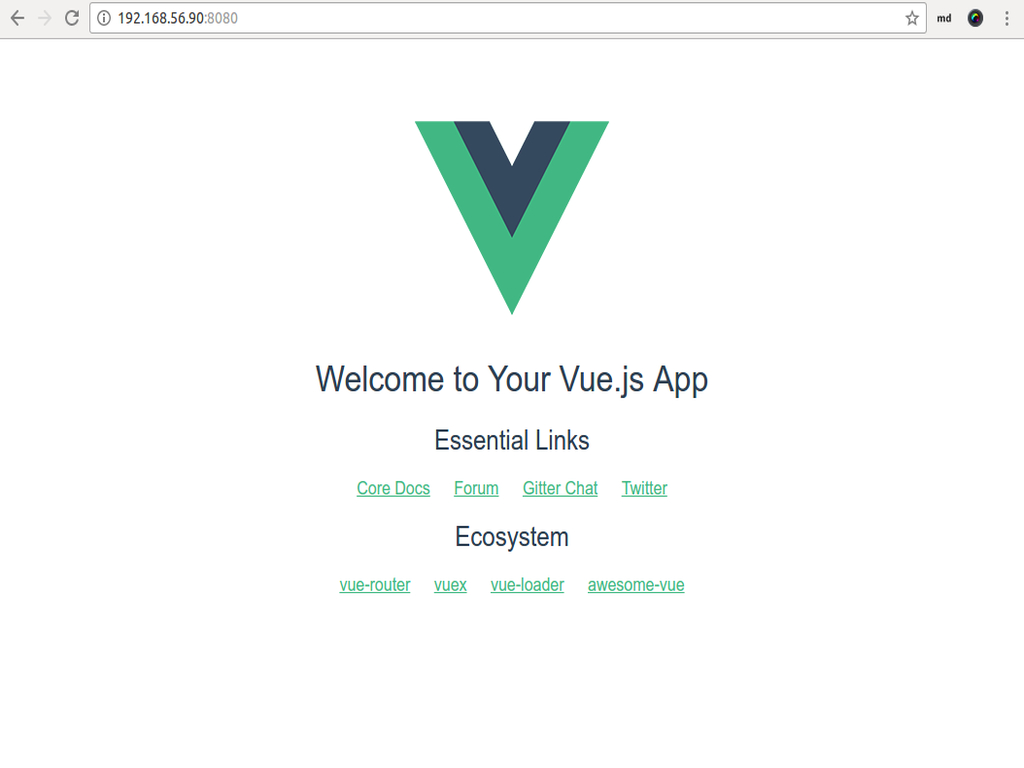 192.168.56.90:8080
md
Welcome to Your Vue.js App
Essential Links
Core Docs Forum Gitter Chat Twitter
Ecosystem
vue-router vuex vue-loader awesome-vue